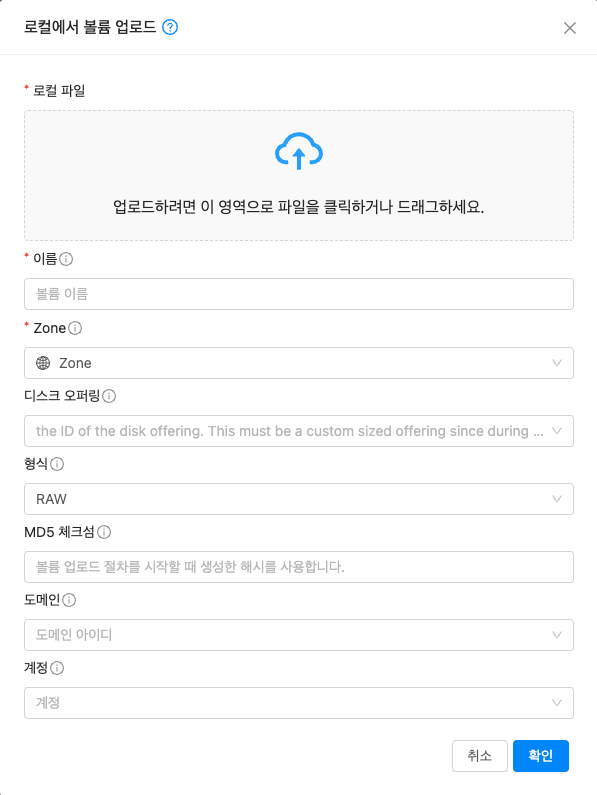 로컬에서 볼륨 업로드
* 로컬 파일
업로드하려면 이 영역으로 파일을 클릭하거나 드래그하세요.
* 이름
볼륨 이름
* Zone
Zone
디스크 오퍼링
the ID of the disk offering. This must be a custom sized offering since during ...
형식
RAW
MD5 체크섬
볼륨 업로드 절차를 시작할 때 생성한 해시를 사용합니다.
도메인
도메인 아이디
계정
계정
취소 확인